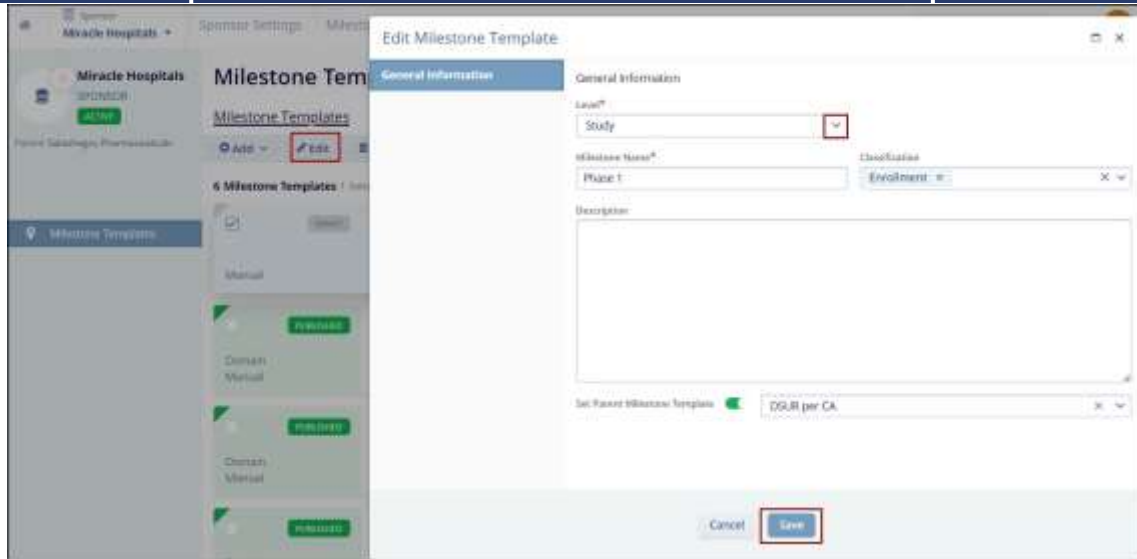 Sponsor
Miracle Hospitals
Sponsor Settings
Miracle Hospitals
SPONSOR
ACTIVE
Milestone Templates
Milestone Tem
Milestone Templates
Add
Edit
6 Milestone Templates
Manual
PUBLISHED
Domain
Manual
PUBLISHED
Domain
Manual
PUBLISHED
Edit Milestone Template
General Information
General Information
Level*
Study
Milestone Name*
Classification
Phase 1
Enrollment
Description
Set Parent Milestone Template
DSUR per CA
Cancel
Save